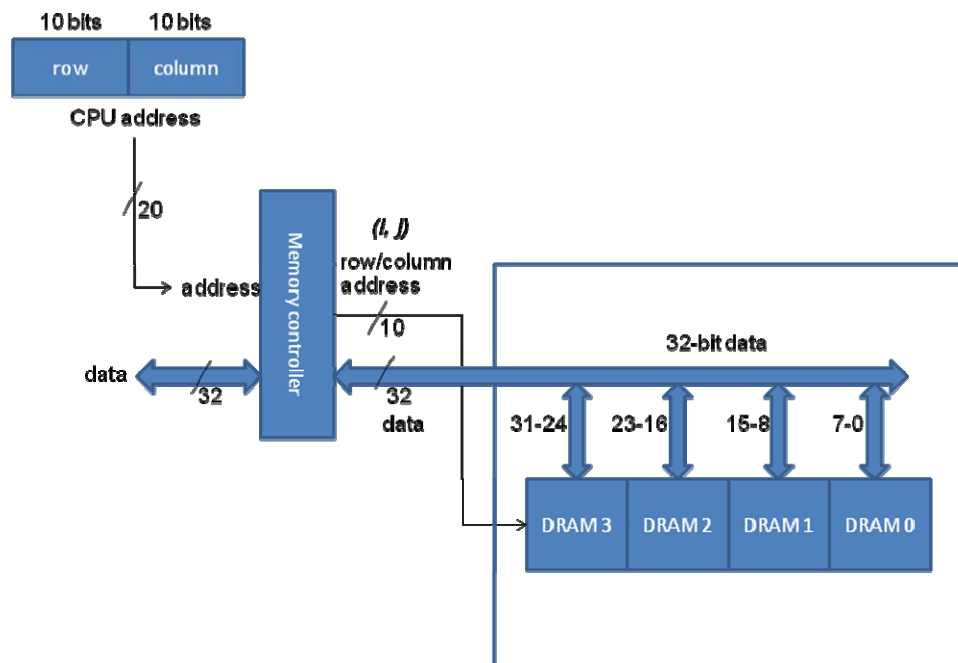 10 bits 10 bits
row column
CPU address
20
(I, J)
row/column
address
address
10
Memory controller
32-bit data
data
32
32
data
31-24 23-16 15-8 7-0
DRAM 3 DRAM 2 DRAM 1 DRAM 0